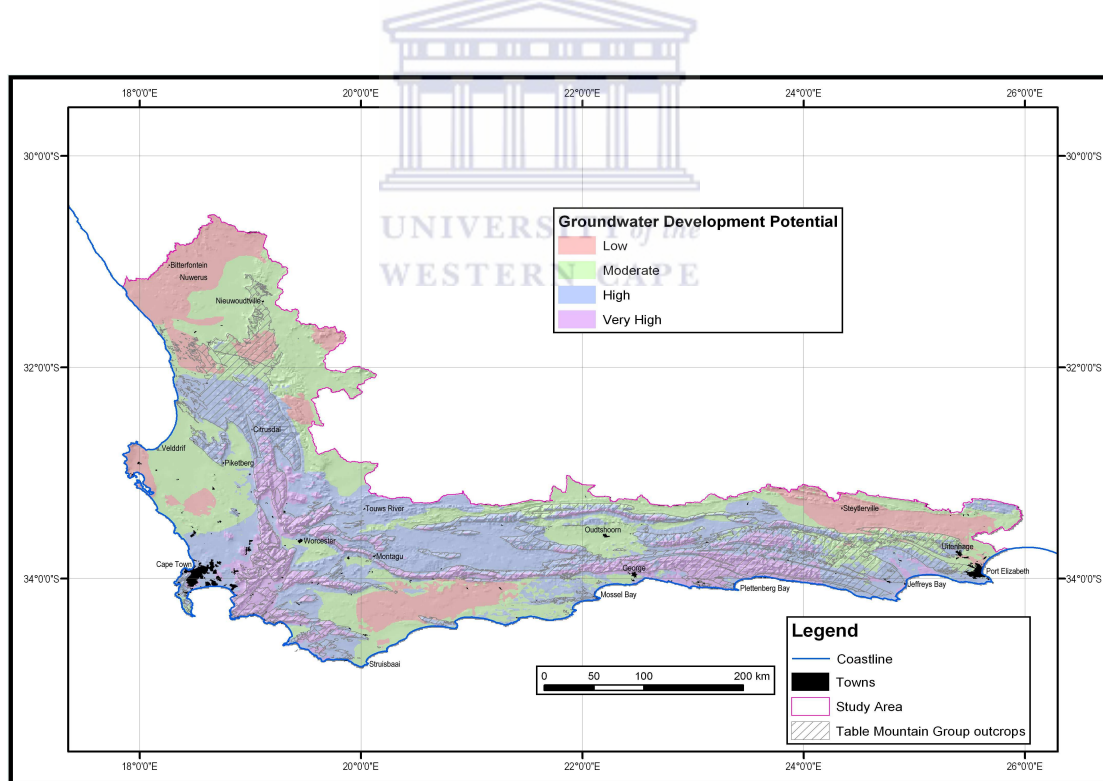 18°0'0"E 20°0'0"E 22°0'0"E 24°0'0"E 26°0'0"E
30°0'0"S 30°0'0"S
UNIVERSITY of the
WESTERN CAPE
Groundwater Development Potential
Low
Moderate
High
Very High
Bitterfontein
Nuwerus
Nieuwoudtville
32°0'0"S 32°0'0"S
Citrusdal
Velddrif
Piketberg
Touws River
Steytlerville
Oudtshoorn
Worcester
Uitenhage
Montagu
Cape Town
George
Port Elizabeth
34°0'0"S 34°0'0"S
Jeffreys Bay
Plettenberg Bay
Mossel Bay
Struisbaai
Legend
Coastline
Towns
Study Area
Table Mountain Group outcrops
0 50 100 200 km
18°0'0"E 20°0'0"E 22°0'0"E 24°0'0"E 26°0'0"E